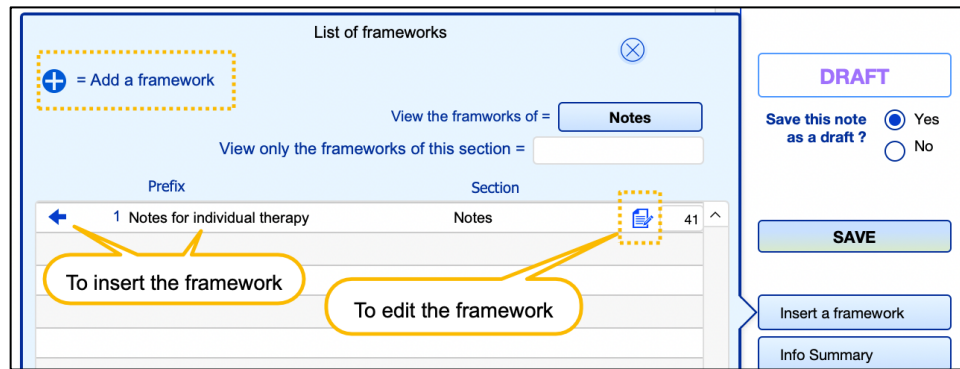 List of frameworks
= Add a framework
View the framworks of =
Notes
View only the frameworks of this section =
Prefix
Section
1 Notes for individual therapy
Notes
41
To insert the framework
To edit the framework
DRAFT
Save this note
as a draft ?
Yes
No
SAVE
Insert a framework
Info Summary